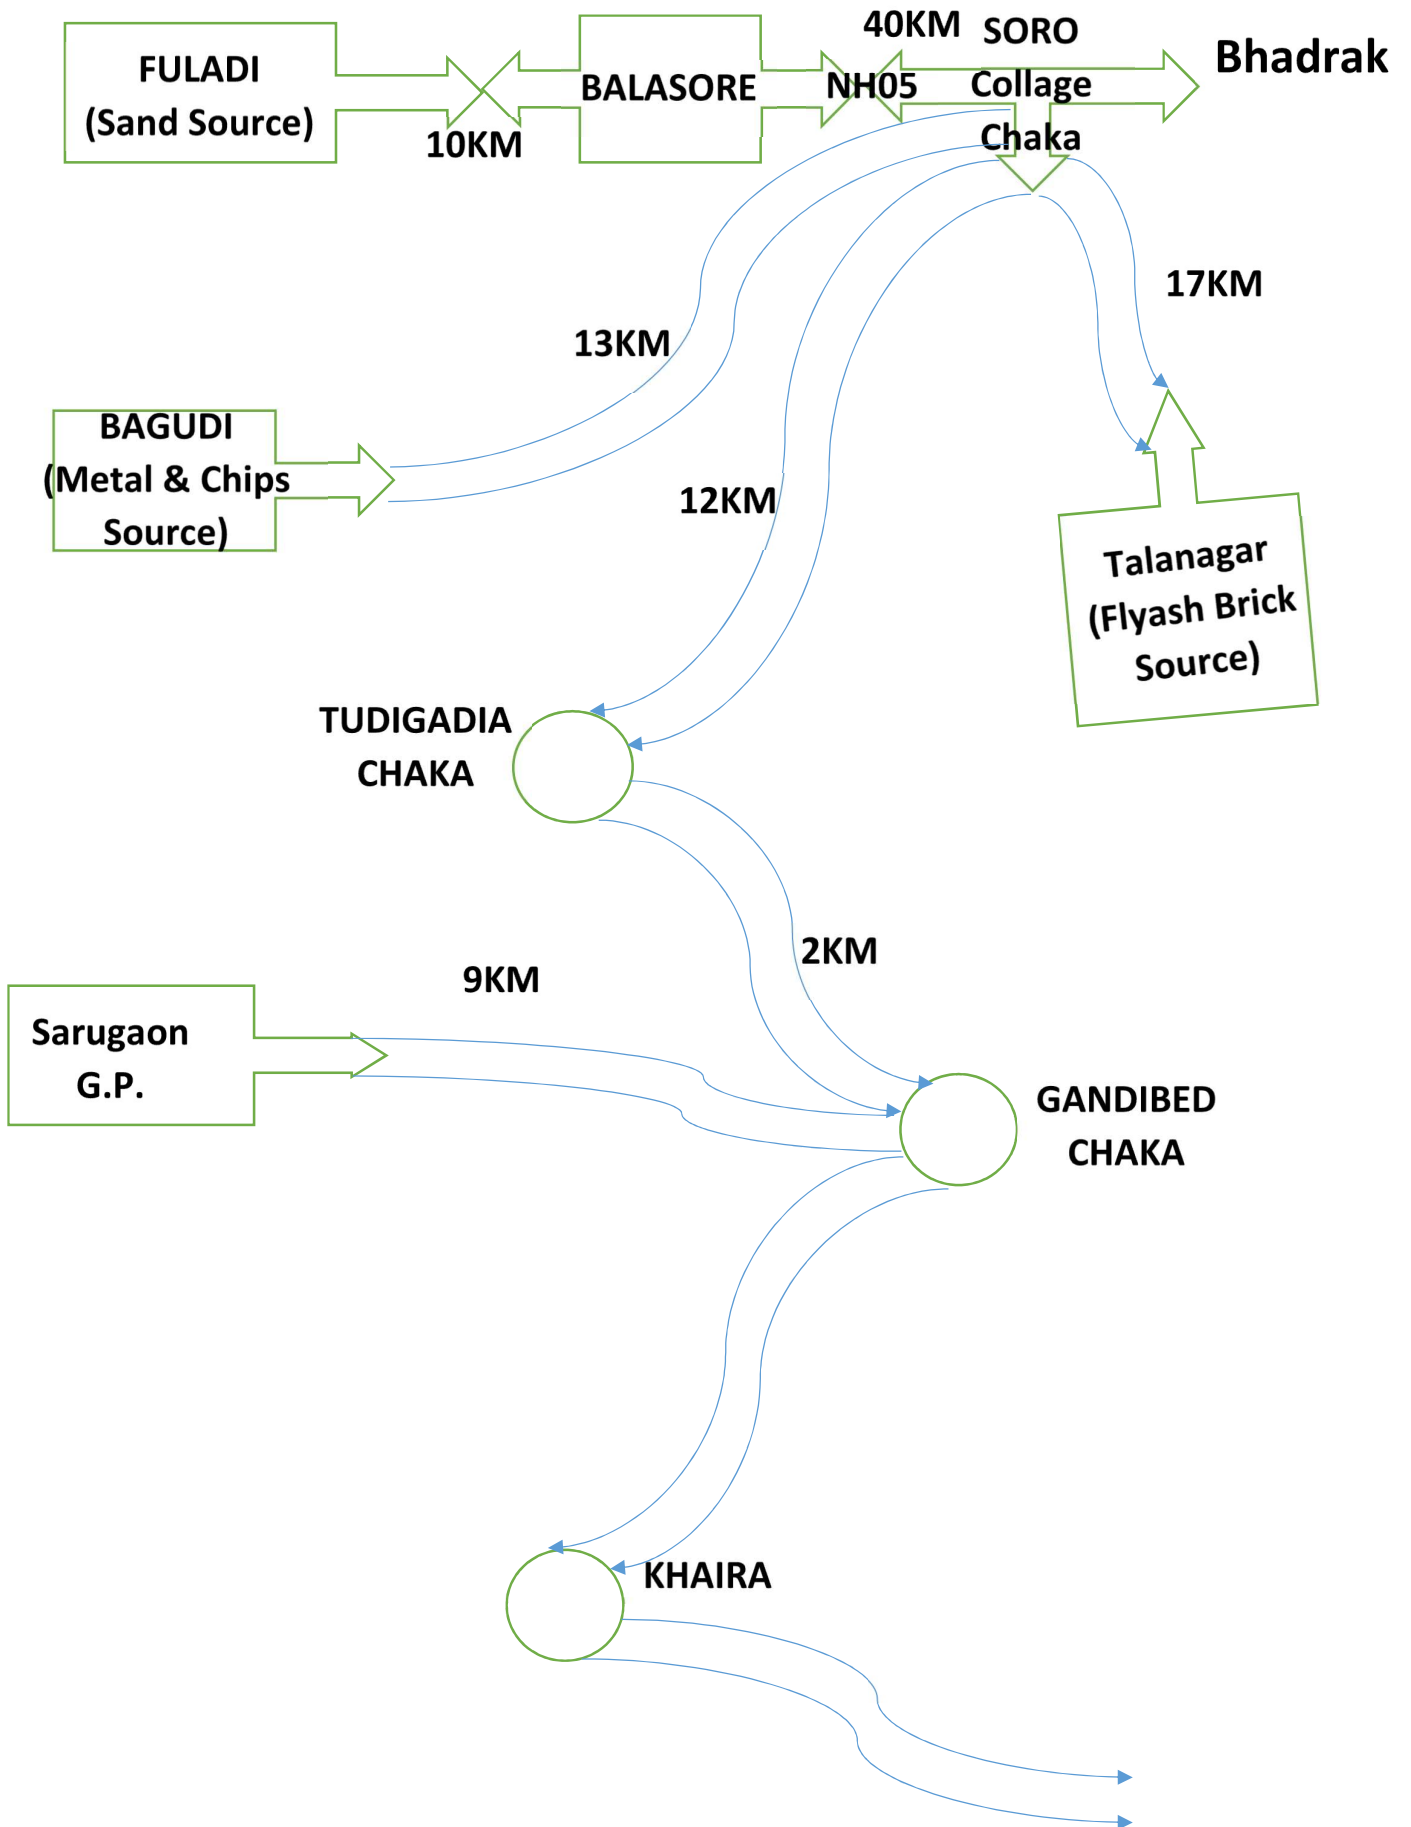 FULADI
(Sand Source)
10KM
BALASORE
40KM
NH05
SORO
Collage
Chaka
Bhadrak
13KM
17KM
BAGUDI
(Metal & Chips
Source)
12KM
Talanagar
(Flyash Brick
Source)
TUDIGADIA
CHAKA
2KM
9KM
Sarugaon
G.P.
GANDIBED
CHAKA
KHAIRA